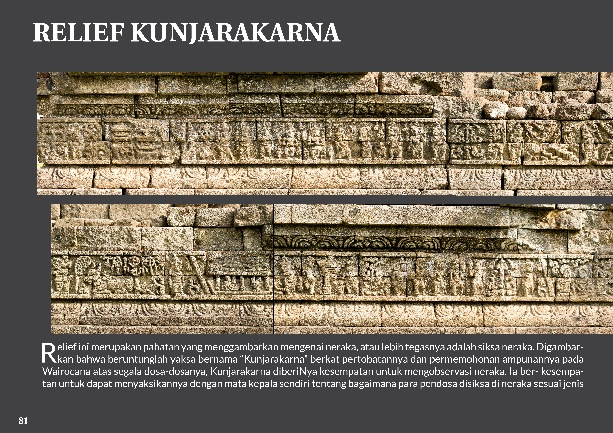 RELIEF KUNJARAKARNA
Relief ini merupakan pahatan yang menggambarkan mengenai neraka, atau lebih tegasnya adalah siksa neraka. Digambar-
kan bahwa beruntunglah yaksa bernama “Kunjarakarna” berkat pertobatannya dan permemohonan ampunannya pada
Wairocana atas segala dosa-dosanya, Kunjarakarna diberiNya kesempatan untuk mengobservasi neraka. Ia ber- kesempa-
tan untuk dapat menyaksikannya dengan mata kepala sendiri tentang bagaimana para pendosa disiksa di neraka sesuai jenis
81